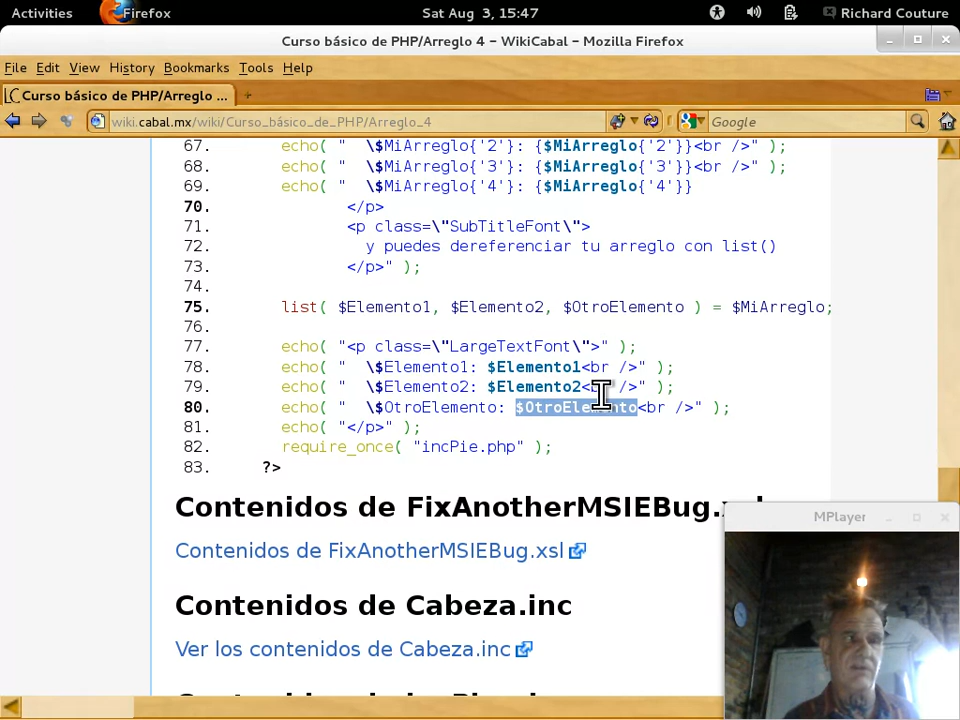 Activities Firefox Sat Aug 3, 15:47 Richard Couture
Curso básico de PHP/Arreglo 4 – WikiCabal – Mozilla Firefox
File Edit View History Bookmarks Tools Help
Curso básico de PHP/Arreglo ... +
wiki.cabal.mx/wiki/Curso_básico_de_PHP/Arreglo_4 Google
67. echo( " \$MiArreglo{'2'}: {$MiArreglo{'2'}}<br />" );
68. echo( " \$MiArreglo{'3'}: {$MiArreglo{'3'}}<br />" );
69. echo( " \$MiArreglo{'4'}: {$MiArreglo{'4'}}
70. </p>
71. <p class=\"SubTitleFont\">
72. y puedes dereferenciar tu arreglo con list()
73. </p>" );
74.
75. list( $Elemento1, $Elemento2, $OtroElemento ) = $MiArreglo;
76.
77. echo( "<p class=\"LargeTextFont\">" );
78. echo( " \$Elemento1: $Elemento1<br />" );
79. echo( " \$Elemento2: $Elemento2<br />" );
80. echo( " \$OtroElemento: $OtroElemento<br />" );
81. echo( "</p>" );
82. require_once( "incPie.php" );
83. ?>
Contenidos de FixAnotherMSIEBug.xsl
MPlayer
Contenidos de FixAnotherMSIEBug.xsl
Contenidos de Cabeza.inc
Ver los contenidos de Cabeza.inc